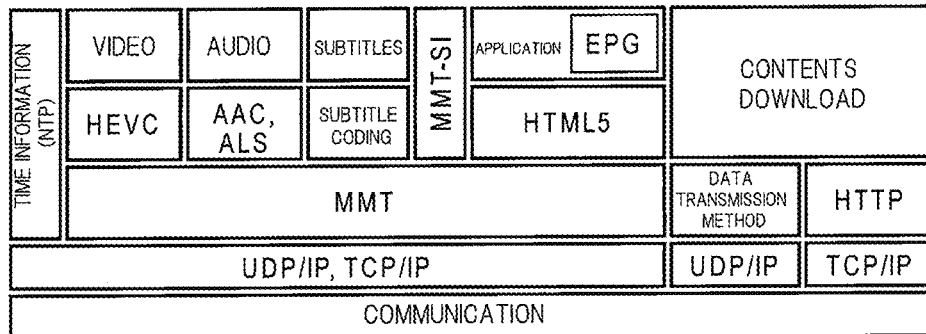 TIME INFORMATION
(NTP)
VIDEO
AUDIO
SUBTITLES
MMT-SI
APPLICATION
EPG
CONTENTS
DOWNLOAD
HEVC
AAC,
ALS
SUBTITLE
CODING
HTML5
MMT
DATA
TRANSMISSION
METHOD
HTTP
UDP/IP, TCP/IP
UDP/IP
TCP/IP
COMMUNICATION